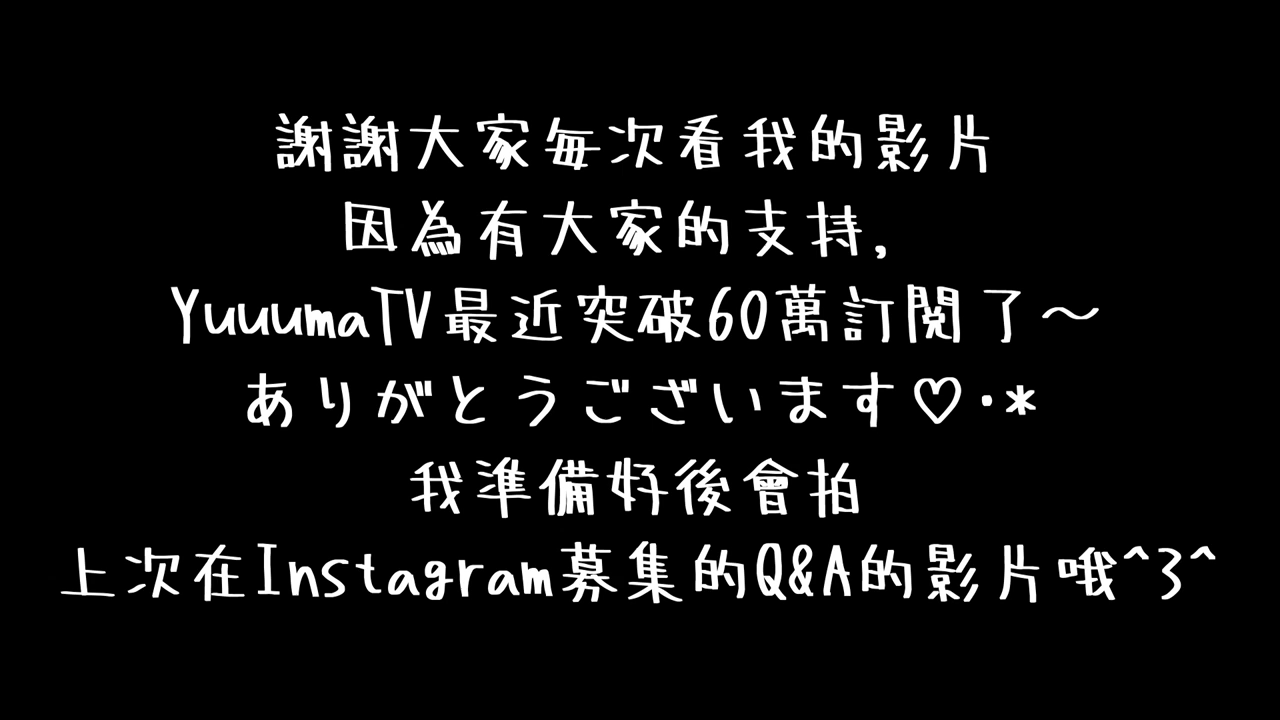 謝謝大家每次看我的影片
因為有大家的支持,
YuuumaTV最近突破60萬訂閱了～
ありがとうございます♡･*
我準備好後會拍
上次在Instagram募集的Q&A的影片哦^3^